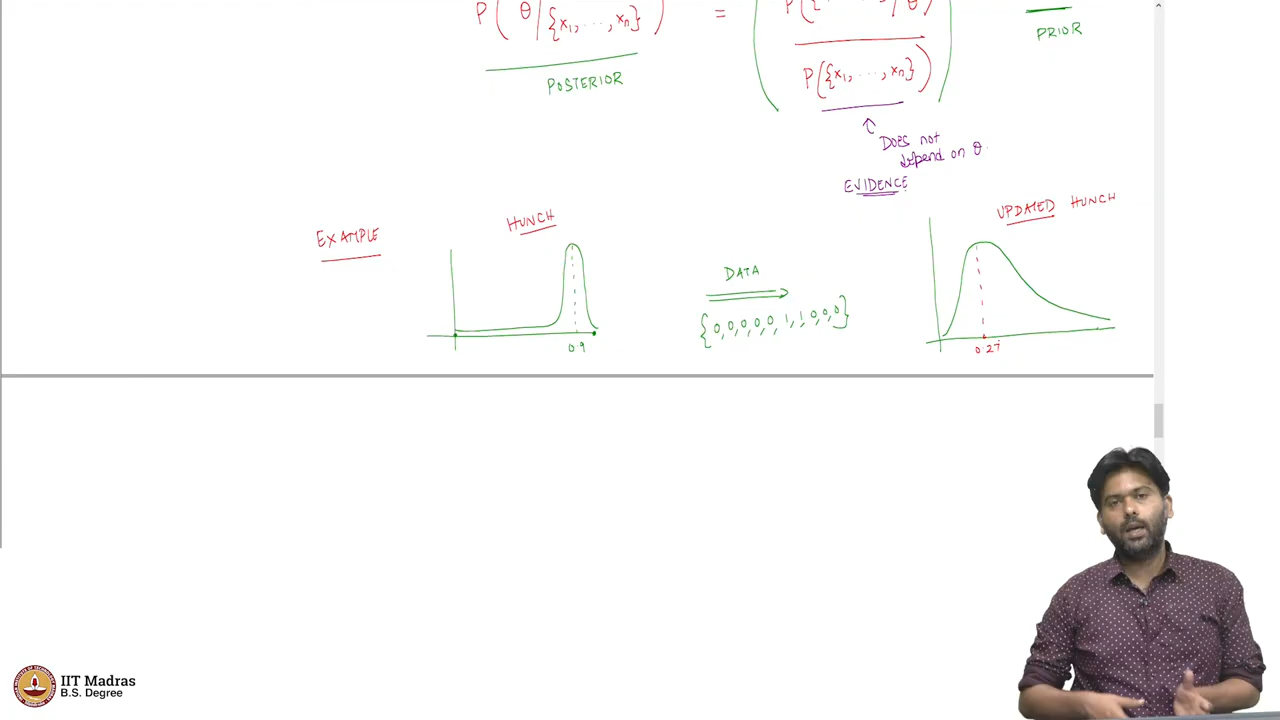 P( θ / {x₁, ..., xₙ} ) = ( P({ / θ)
P({x₁, ..., xₙ}) )
PRIOR
POSTERIOR
DOES not
depend on θ.
EVIDENCE
EXAMPLE
HUNCH
UPDATED HUNCH
DATA
{0,0,0,0,0,1,1,0,0,0}
0.9
0.27
IIT Madras
B.S. Degree